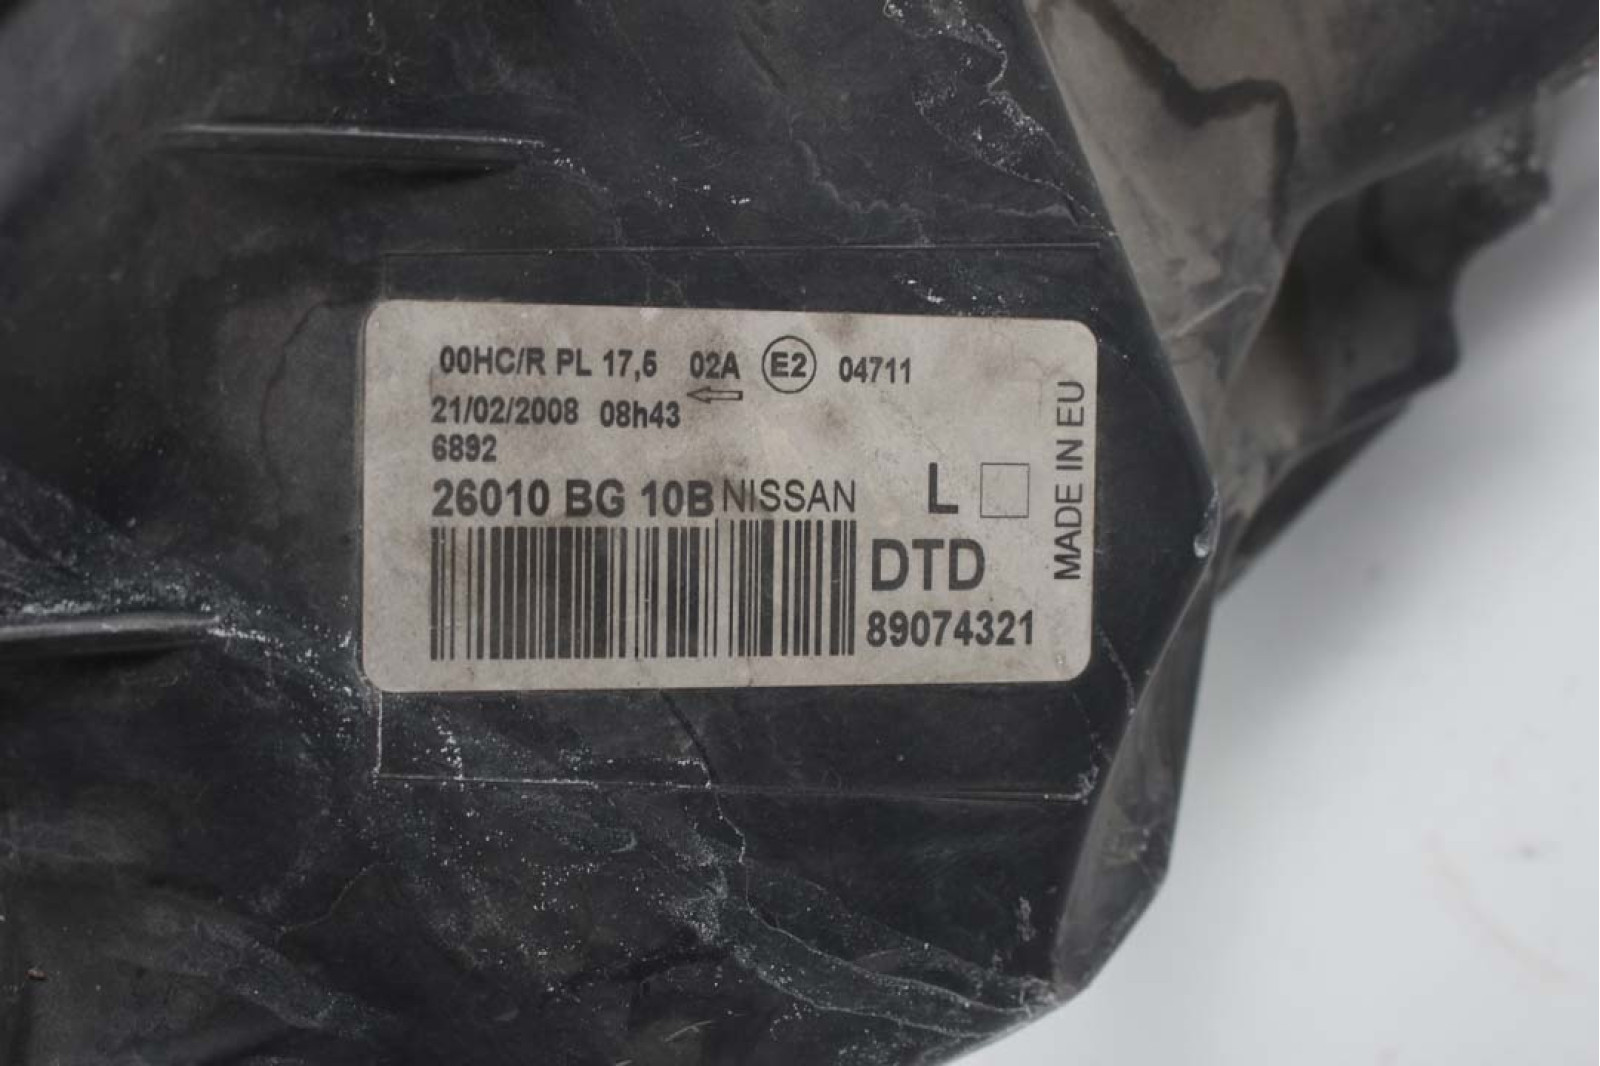 00HC/R PL 17,5 02A E2 04711
21/02/2008 08h43
6892
26010 BG 10B NISSAN L
DTD
89074321
MADE IN EU